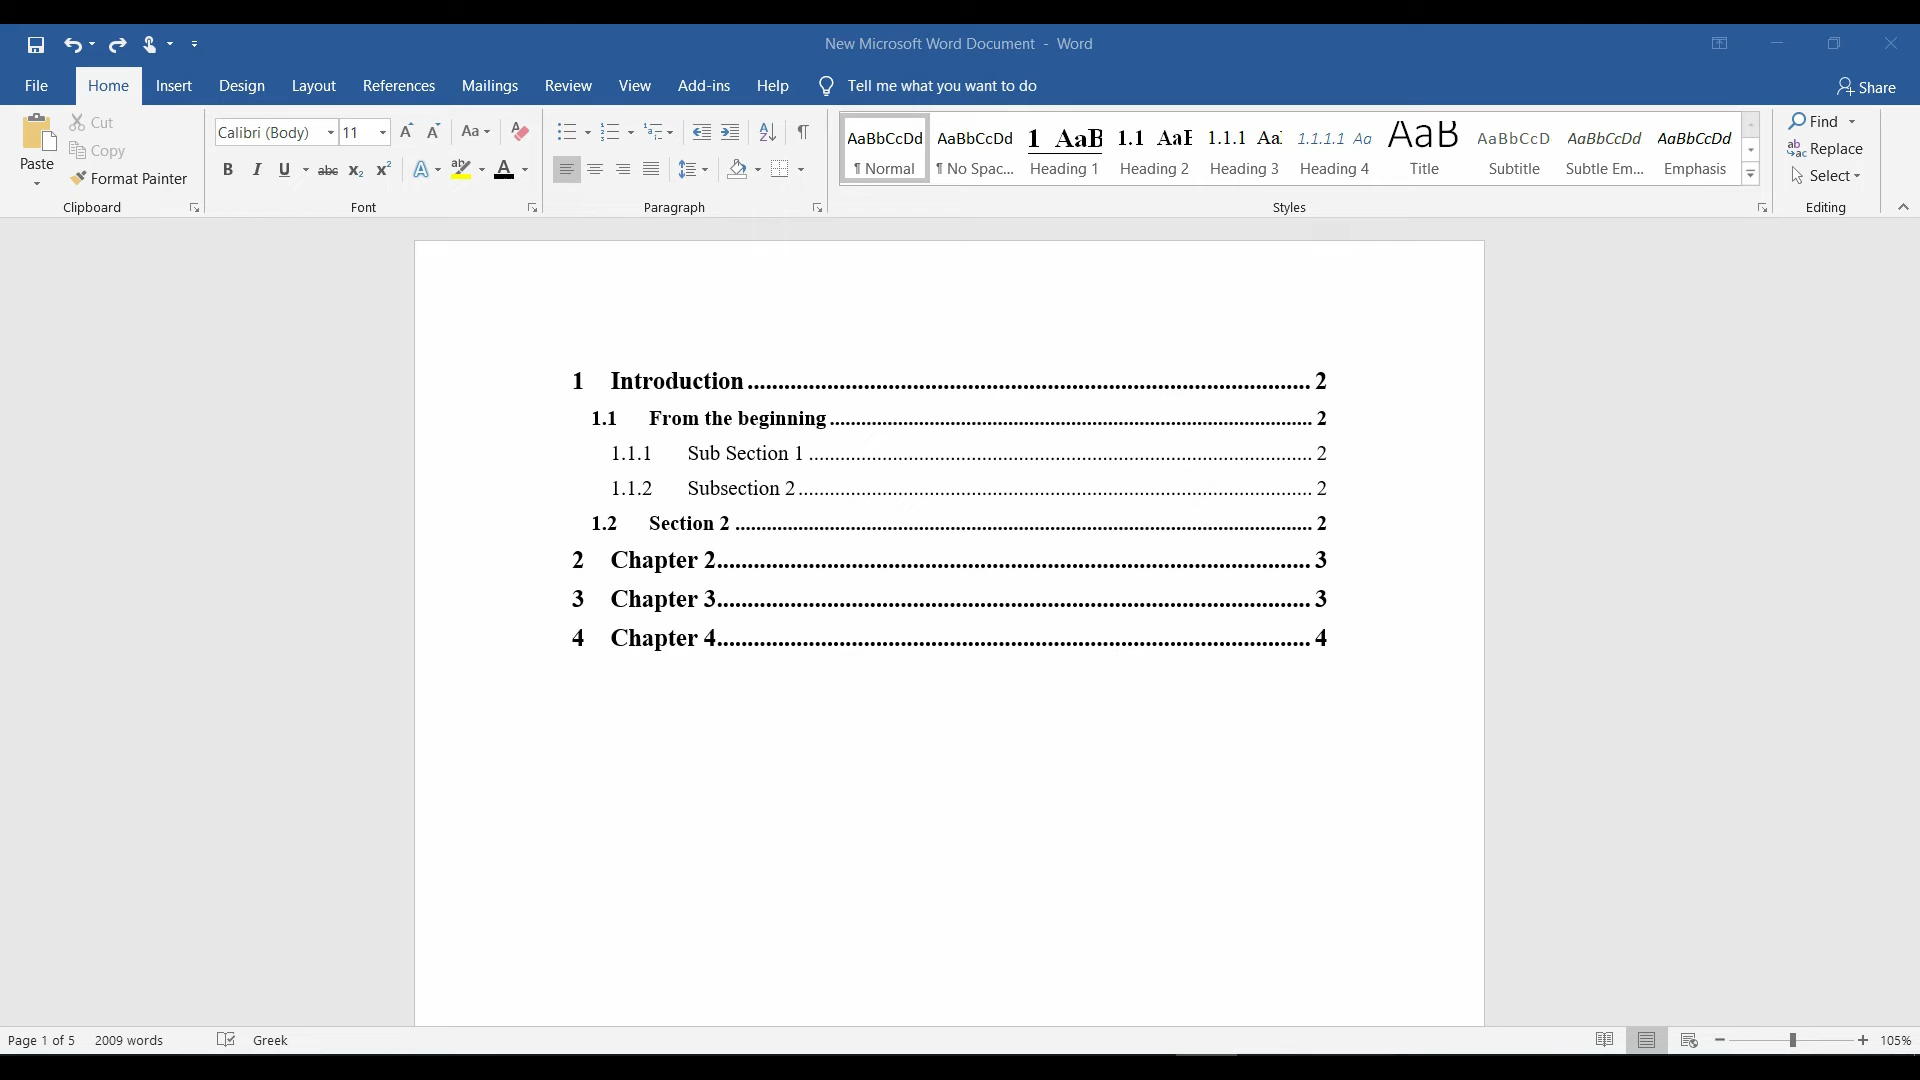 New Microsoft Word Document - Word
File Home Insert Design Layout References Mailings Review View Add-ins Help Tell me what you want to do Share
Paste
Cut
Copy
Format Painter
Clipboard
Calibri (Body) 11
Font
Paragraph
AaBbCcDd AaBbCcDd 1 AaB 1.1 AaB 1.1.1 Aa 1.1.1.1 Aa AaB AaBbCcD AaBbCcDd AaBbCcDd
¶ Normal ¶ No Spac... Heading 1 Heading 2 Heading 3 Heading 4 Title Subtitle Subtle Em... Emphasis
Styles
Find
Replace
Select
Editing
1 Introduction.......... 2
1.1 From the beginning.......... 2
1.1.1 Sub Section 1.......... 2
1.1.2 Subsection 2.......... 2
1.2 Section 2.......... 2
2 Chapter 2.......... 3
3 Chapter 3.......... 3
4 Chapter 4.......... 4
Page 1 of 5 2009 words Greek 105%